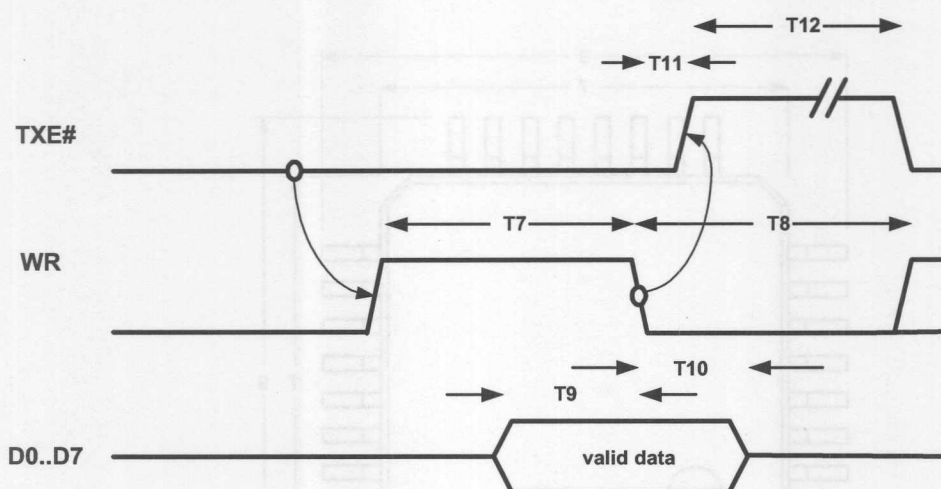 T12
T11
TXE#
T7
T8
WR
T10
T9
D0..D7
valid data